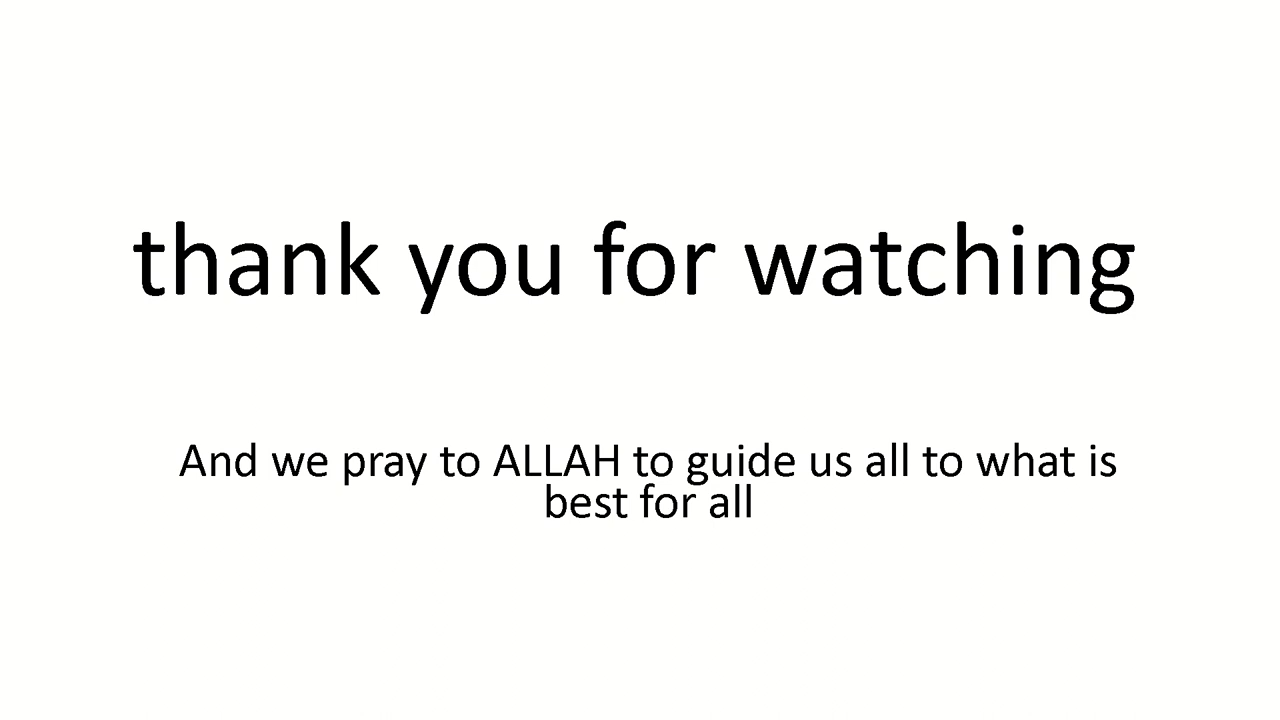 thank you for watching
And we pray to ALLAH to guide us all to what is
best for all